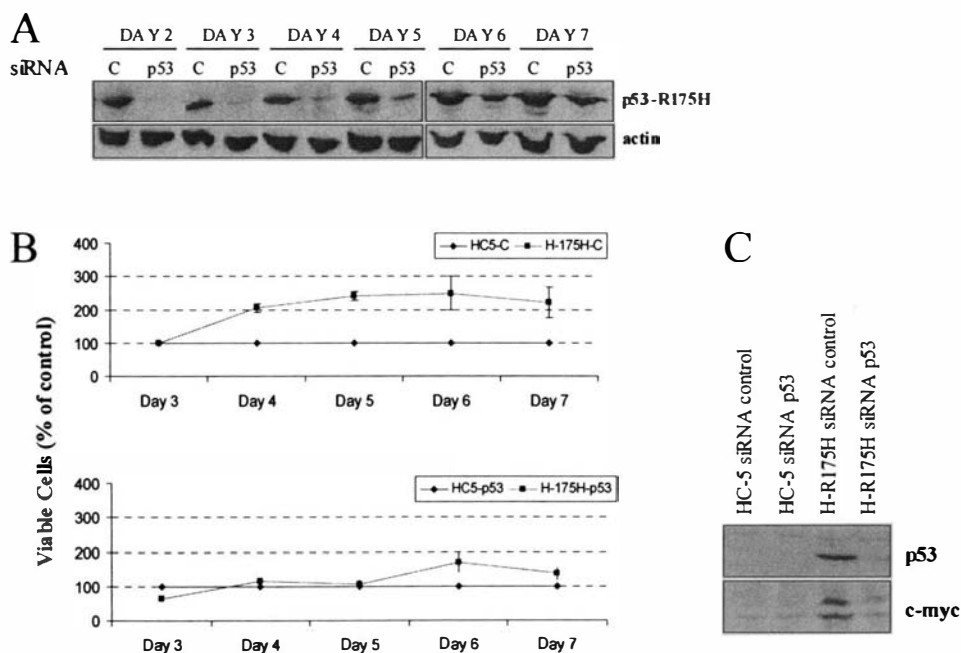 A
DAY 2 DAY 3 DAY 4 DAY 5 DAY 6 DAY 7
siRNA C p53 C p53 C p53 C p53 C p53 C p53
p53-R175H
actin
B
Viable Cells (% of control)
400
300
200
100
0
HC5-C H-175H-C
Day 3 Day 4 Day 5 Day 6 Day 7
400
300
200
100
0
HC5-p53 H-175H-p53
Day 3 Day 4 Day 5 Day 6 Day 7
C
HC-5 siRNA control
HC-5 siRNA p53
H-R175H siRNA control
H-R175H siRNA p53
p53
c-myc